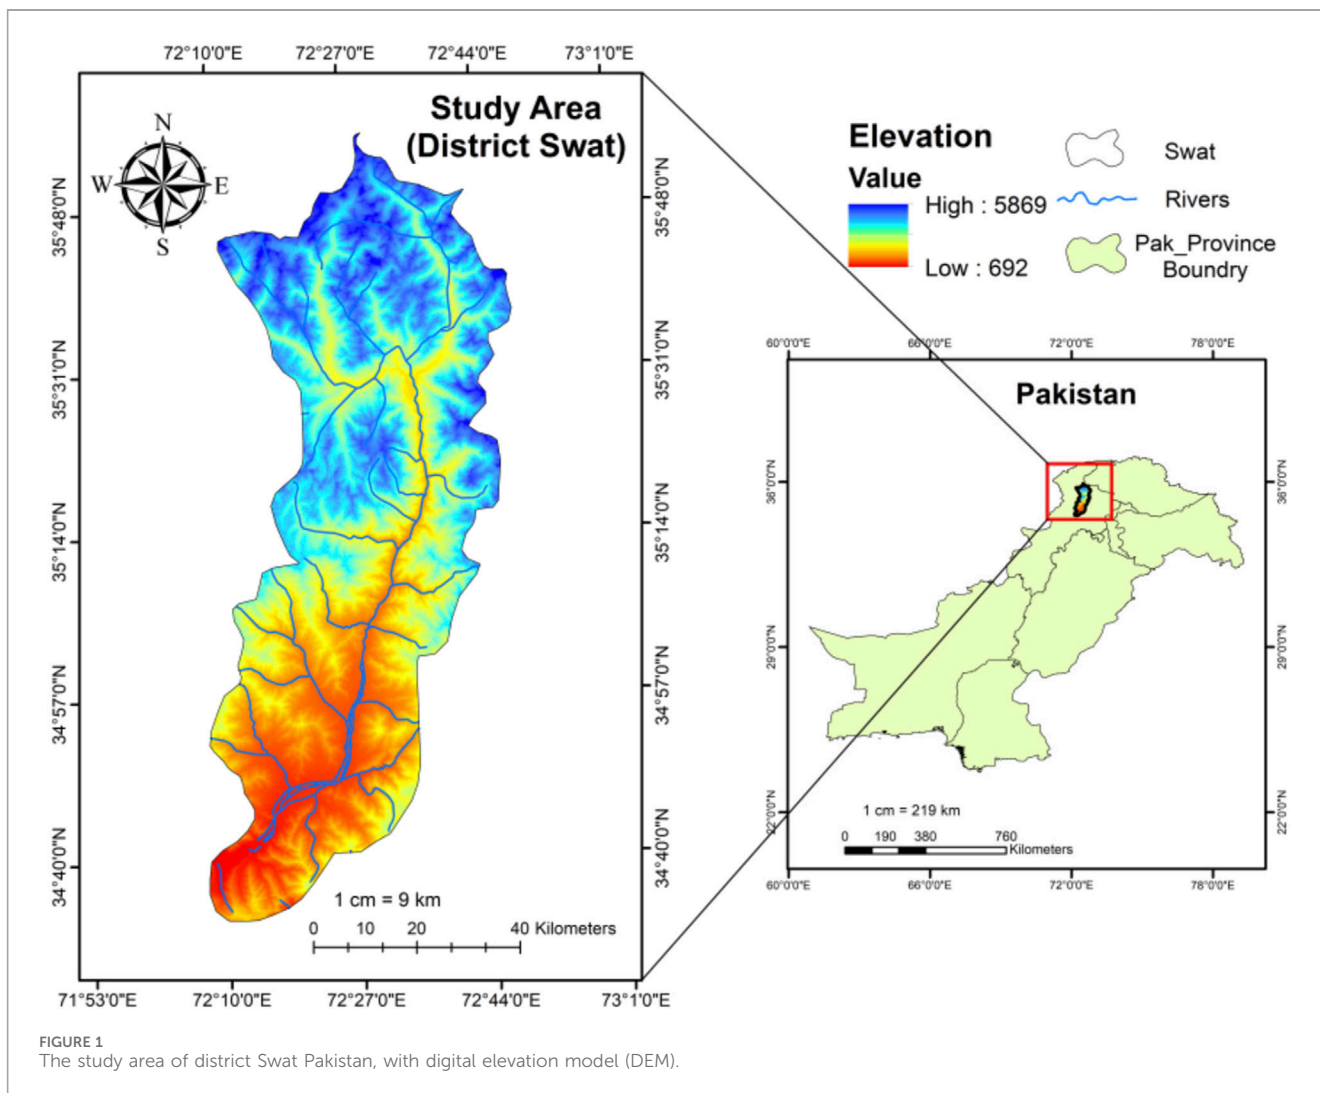 72°10'0"E 72°27'0"E 72°44'0"E 73°1'0"E
Study Area
(District Swat)
N
W E
S
35°48'0"N
35°31'0"N
35°14'0"N
34°57'0"N
34°40'0"N
35°48'0"N
35°31'0"N
35°14'0"N
34°57'0"N
34°40'0"N
1 cm = 9 km
0 10 20 40 Kilometers
71°53'0"E 72°10'0"E 72°27'0"E 72°44'0"E 73°1'0"E
Elevation
Value
High : 5869
Low : 692
Swat
Rivers
Pak_Province
Boundry
60°0'0"E 66°0'0"E 72°0'0"E 78°0'0"E
Pakistan
29°0'0"N
22°0'0"N
29°0'0"N
22°0'0"N
1 cm = 219 km
0 190 380 760
Kilometers
60°0'0"E 66°0'0"E 72°0'0"E 78°0'0"E
FIGURE 1
The study area of district Swat Pakistan, with digital elevation model (DEM).